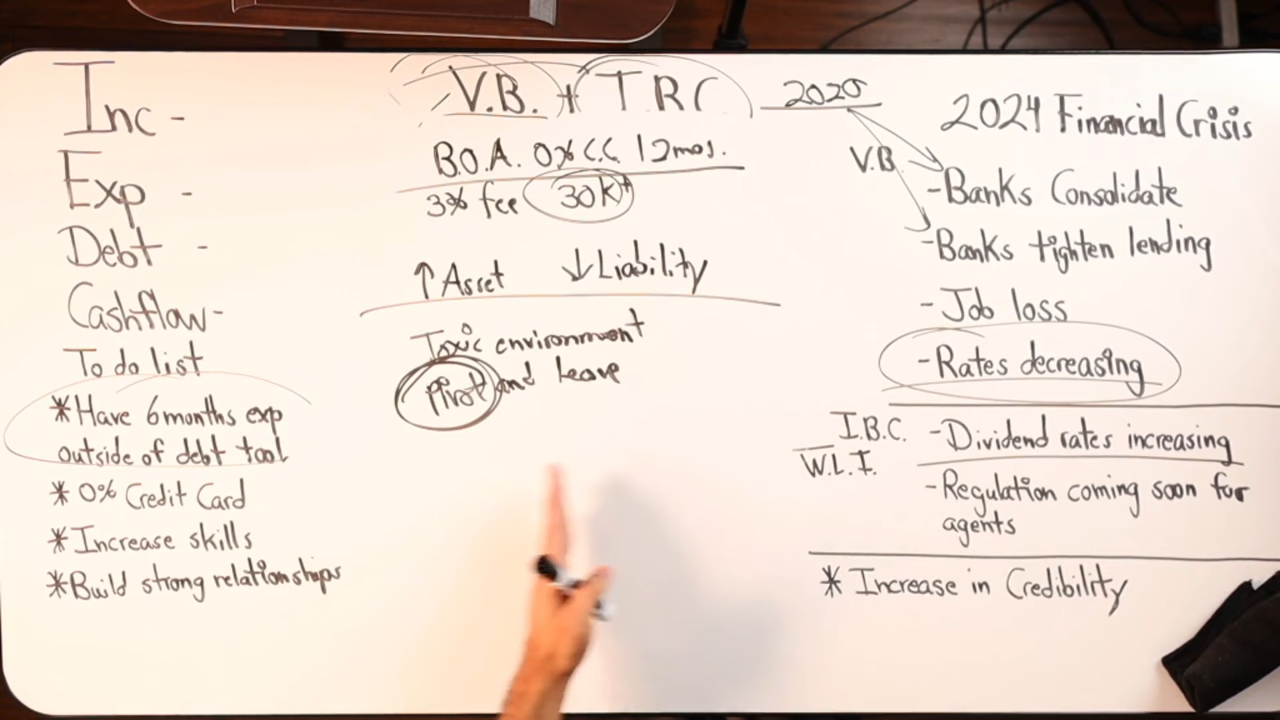 Inc -
Exp -
Debt -
Cashflow-
To do list
*Have 6 months exp
outside of debt tool
* 0% Credit Card
*Increase skills
*Build strong relationships
V.B. + T.R.C
B.O.A. 0% C.C. 12mos.
3% fee 30K+
↑ Asset ↓ Liability
Toxic environment
Pivot and leave
2020
2024 Financial Crisis
V.B.
-Banks Consolidate
-Banks tighten lending
-Job loss
-Rates decreasing
I.B.C. -Dividend rates increasing
W.L.I.
-Regulation coming soon for
agents
* Increase in Credibility